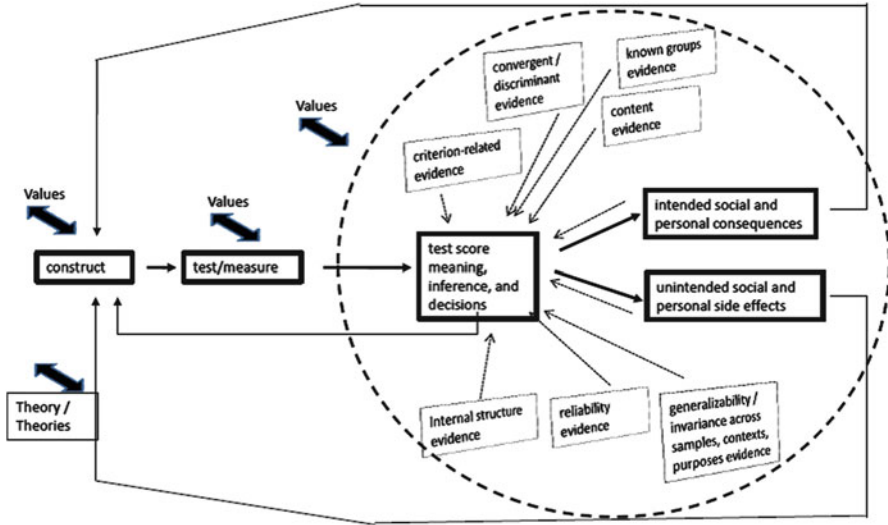 convergent /
discriminant
evidence
known groups
evidence
content
evidence
Values
criterion-related
evidence
Values
Values
intended social and
personal consequences
construct
test/measure
test score
meaning,
inference, and
decisions
unintended social and
personal side effects
Theory /
Theories
Internal structure
evidence
reliability
evidence
generalizability /
invariance across
samples, contexts,
purposes evidence